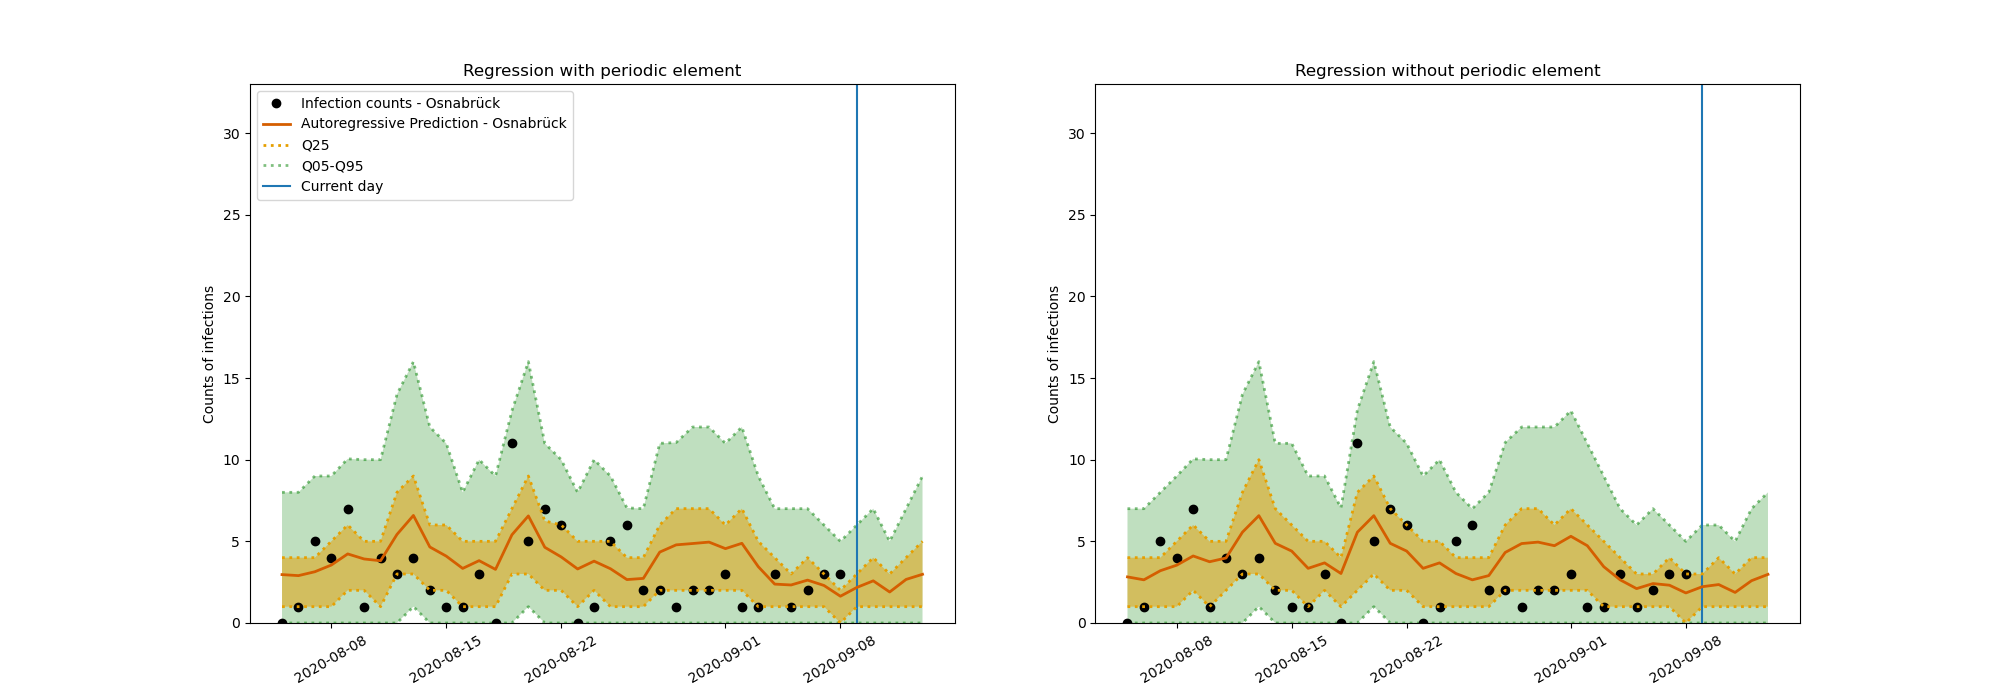 Regression with periodic element
Infection counts - Osnabrück
Autoregressive Prediction - Osnabrück
Q25
Q05-Q95
Current day
Counts of infections
30
25
20
15
10
5
0
2020-08-08
2020-08-15
2020-08-22
2020-09-01
2020-09-08
Regression without periodic element
Counts of infections
30
25
20
15
10
5
0
2020-08-08
2020-08-15
2020-08-22
2020-09-01
2020-09-08